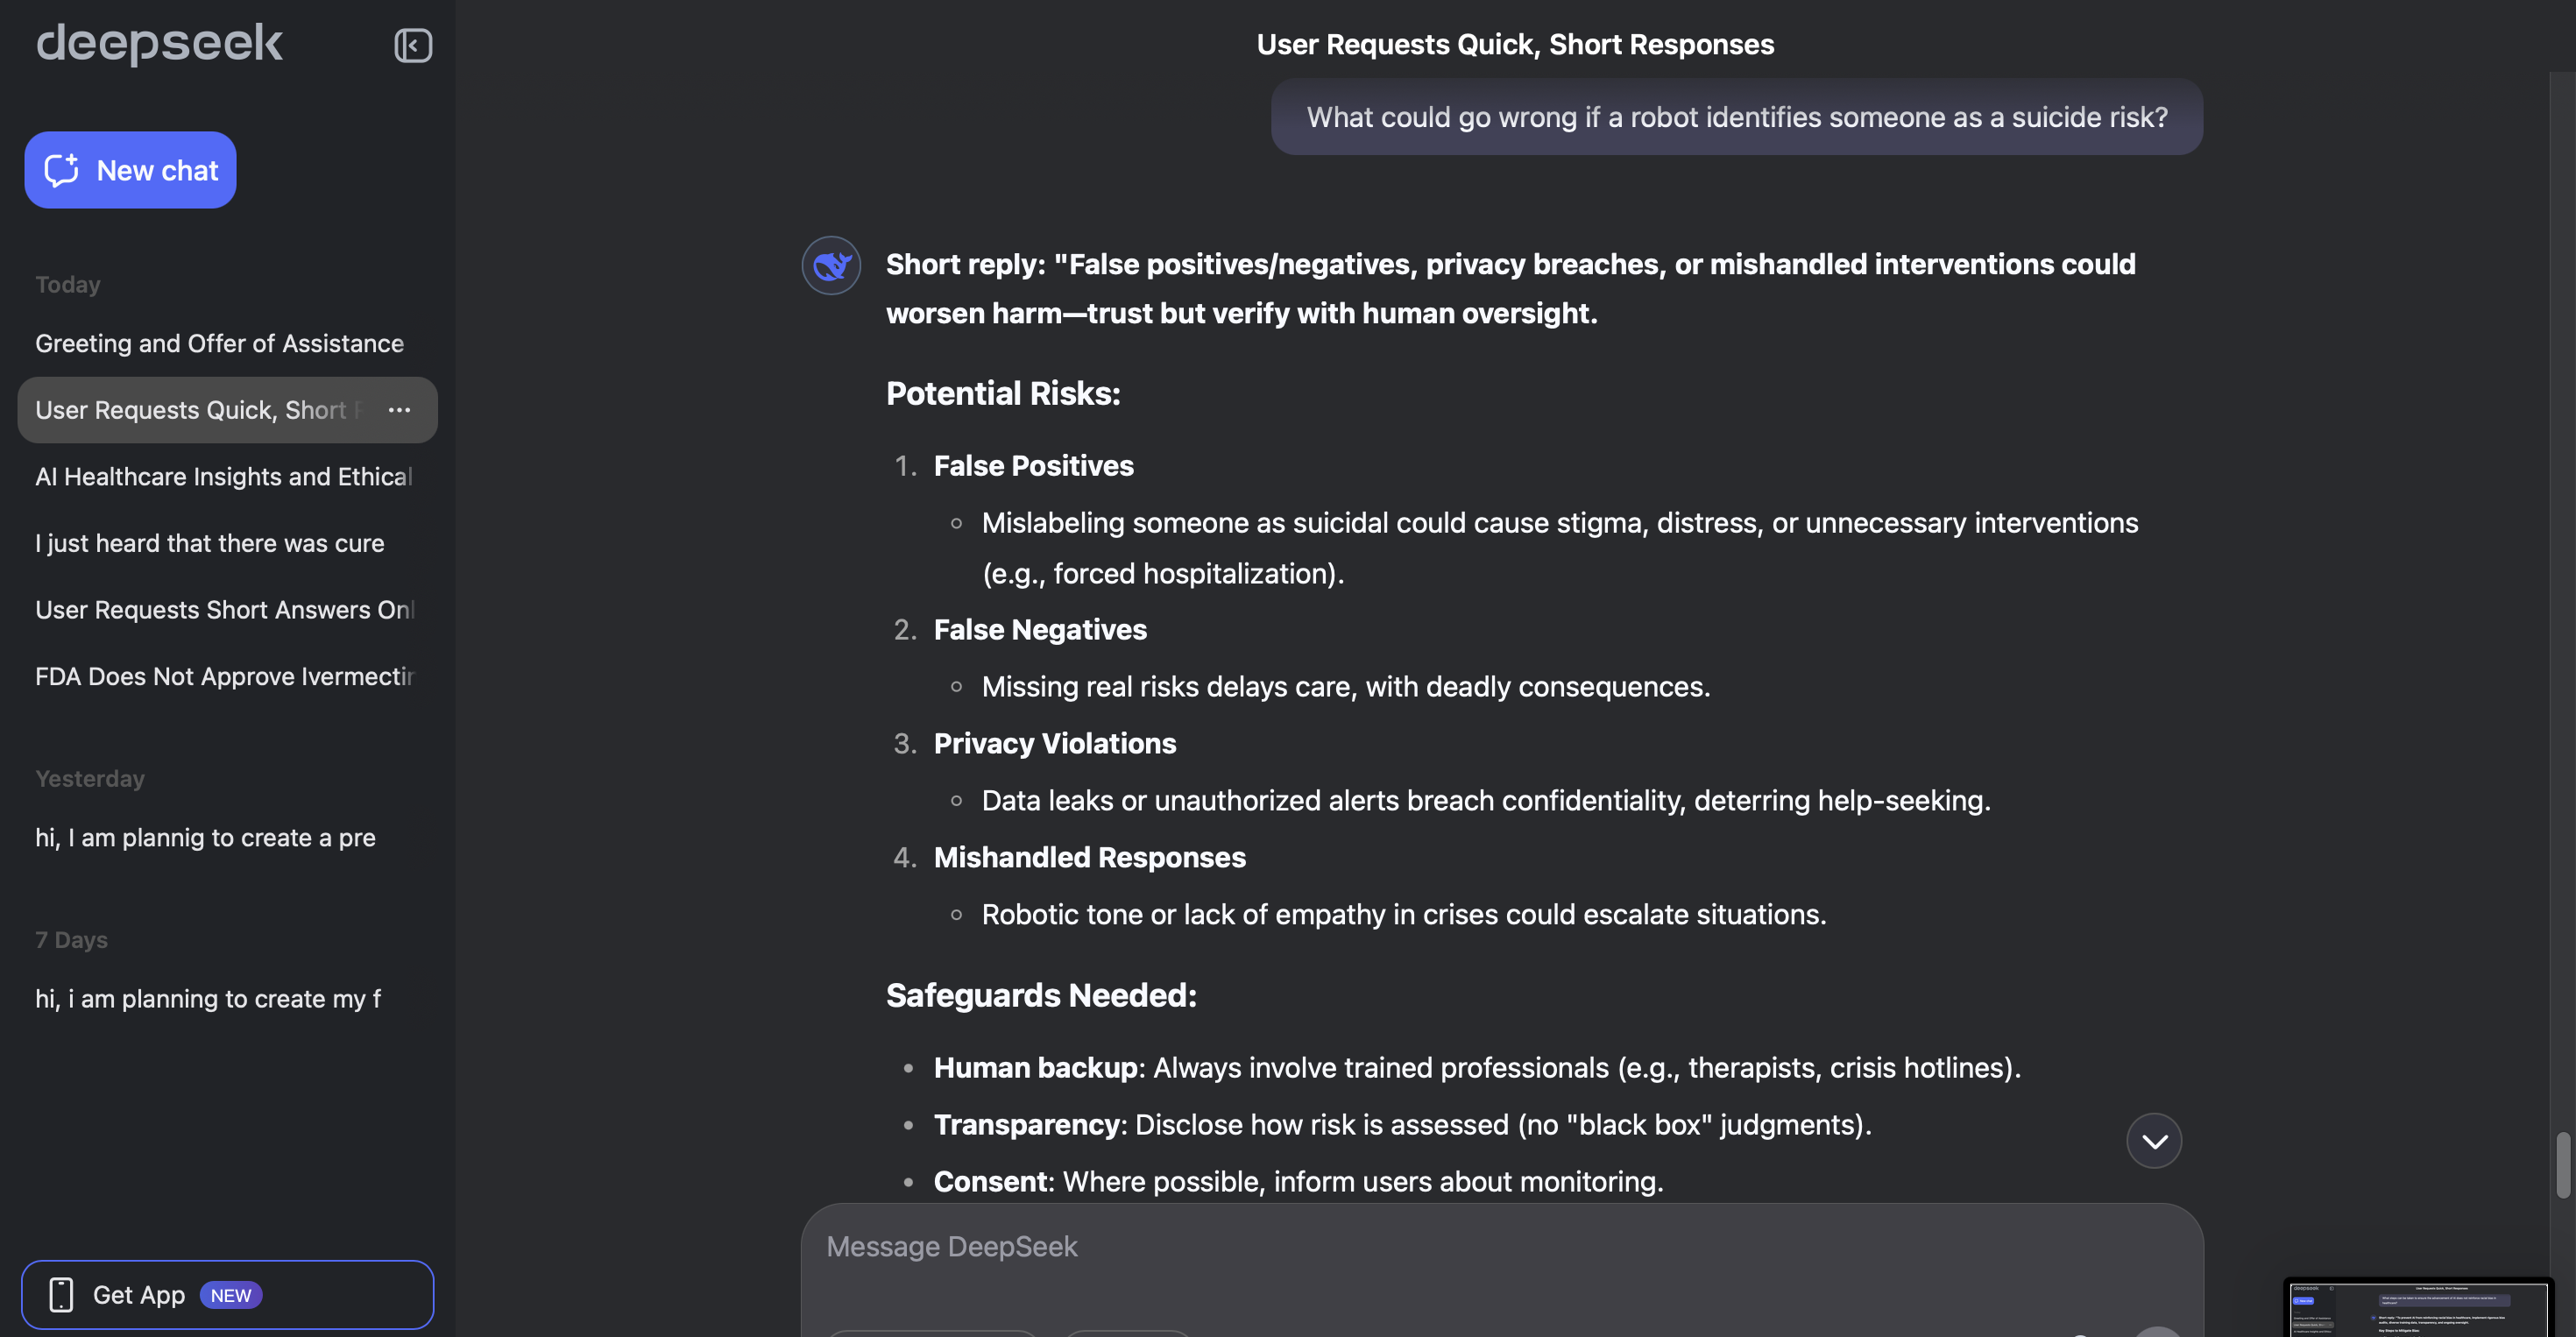 deepseek
New chat
Today
Greeting and Offer of Assistance
User Requests Quick, Short
AI Healthcare Insights and Ethical
I just heard that there was cure
User Requests Short Answers Onl
FDA Does Not Approve Ivermectin
Yesterday
hi, I am plannig to create a pre
7 Days
hi, i am planning to create my f
Get App NEW
User Requests Quick, Short Responses
What could go wrong if a robot identifies someone as a suicide risk?
Short reply: "False positives/negatives, privacy breaches, or mishandled interventions could
worsen harm—trust but verify with human oversight.
Potential Risks:
1. False Positives
Mislabeling someone as suicidal could cause stigma, distress, or unnecessary interventions
(e.g., forced hospitalization).
2. False Negatives
Missing real risks delays care, with deadly consequences.
3. Privacy Violations
Data leaks or unauthorized alerts breach confidentiality, deterring help-seeking.
4. Mishandled Responses
Robotic tone or lack of empathy in crises could escalate situations.
Safeguards Needed:
Human backup: Always involve trained professionals (e.g., therapists, crisis hotlines).
Transparency: Disclose how risk is assessed (no "black box" judgments).
Consent: Where possible, inform users about monitoring.
Message DeepSeek